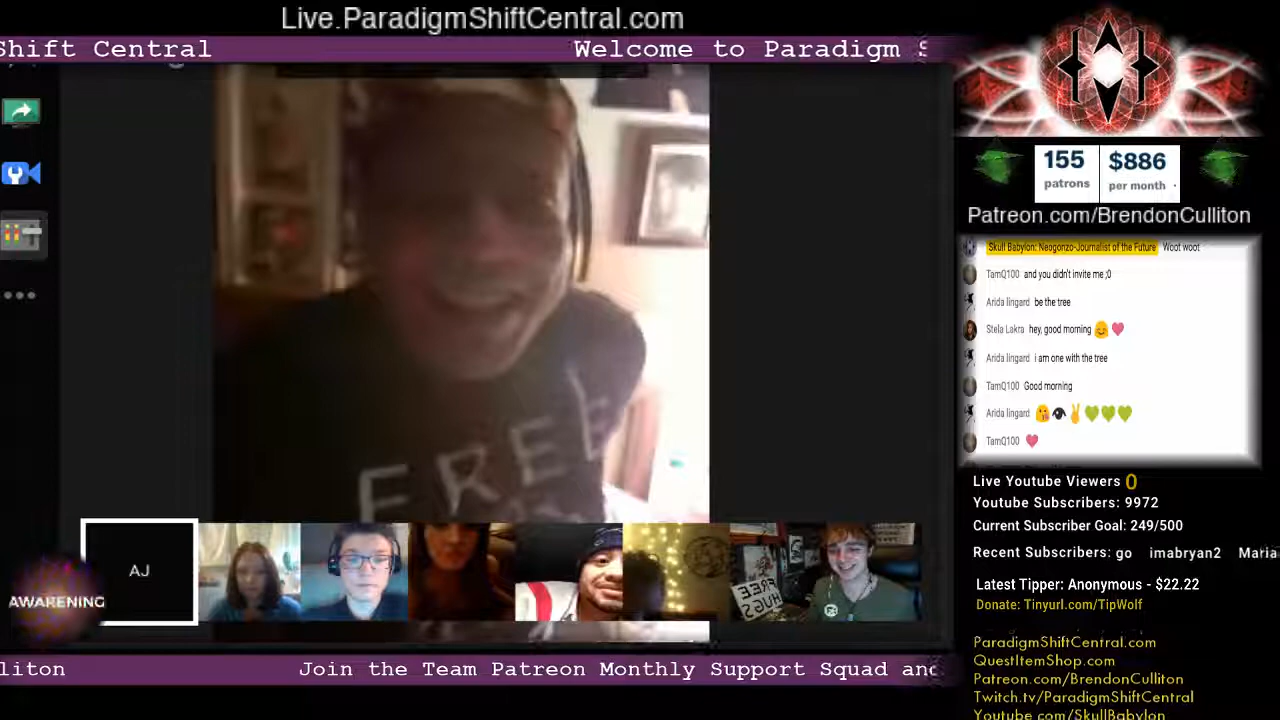 Live.ParadigmShiftCentral.com
Shift Central
Welcome to Paradigm S
155
patrons
$886
per month
Patreon.com/BrendonCulliton
Skull Babylon: Neogonzo-Journalist of the Future Woot woot
TamQ100 and you didn't invite me ;0
Arida lingard be the tree
Stela Lakra hey, good morning 😊💗
Arida lingard i am one with the tree
TamQ100 Good morning
Arida lingard 😘👁✌💚💚💚
TamQ100 💗
FREE
AJ
FREE
HUGS
AWAKENING
Live Youtube Viewers 0
Youtube Subscribers: 9972
Current Subscriber Goal: 249/500
Recent Subscribers: go imabryan2 Maria
Latest Tipper: Anonymous - $22.22
Donate: Tinyurl.com/TipWolf
ParadigmShiftCentral.com
QuestItemShop.com
Patreon.com/BrendonCulliton
Twitch.tv/ParadigmShiftCentral
Youtube.com/SkullBabylon
lliton
Join the Team Patreon Monthly Support Squad and